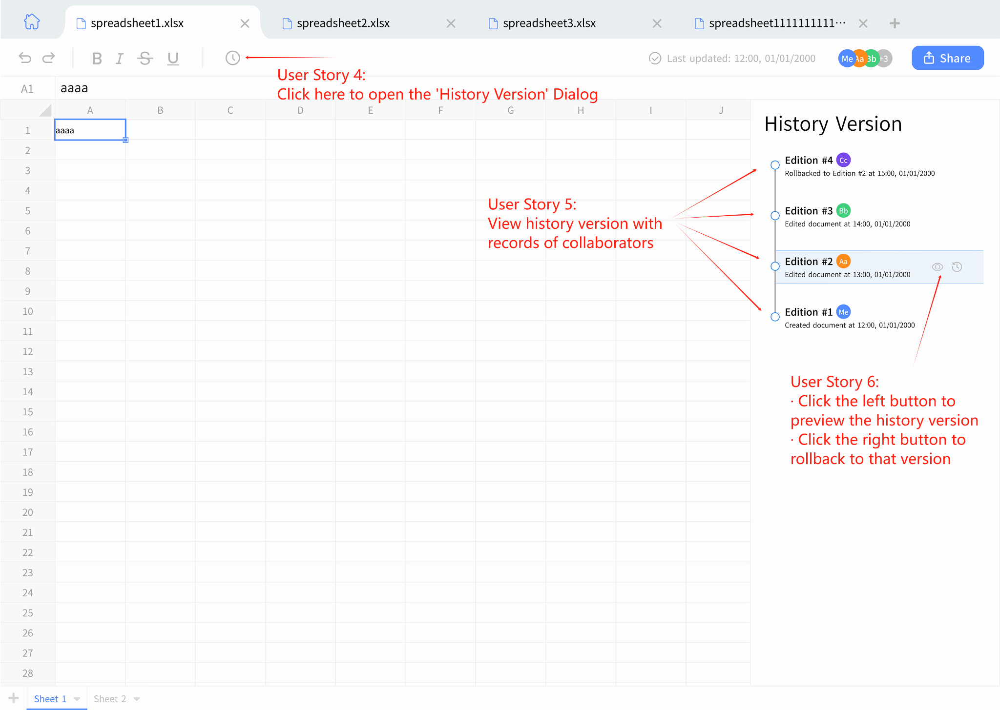 spreadsheet1.xlsx
spreadsheet2.xlsx
spreadsheet3.xlsx
spreadsheet1111111111···
B I S U
Last updated: 12:00, 01/01/2000
Me Aa Bb +3
Share
User Story 4:
Click here to open the 'History Version' Dialog
A1
aaaa
A B C D E F G H I J
1
aaaa
2
3
4
5
6
7
8
9
10
11
12
13
14
15
16
17
18
19
20
21
22
23
24
25
26
27
28
History Version
Edition #4 Cc
Rollbacked to Edition #2 at 15:00, 01/01/2000
Edition #3 Bb
Edited document at 14:00, 01/01/2000
Edition #2 Aa
Edited document at 13:00, 01/01/2000
Edition #1 Me
Created document at 12:00, 01/01/2000
User Story 5:
View history version with
records of collaborators
User Story 6:
· Click the left button to
preview the history version
· Click the right button to
rollback to that version
Sheet 1
Sheet 2